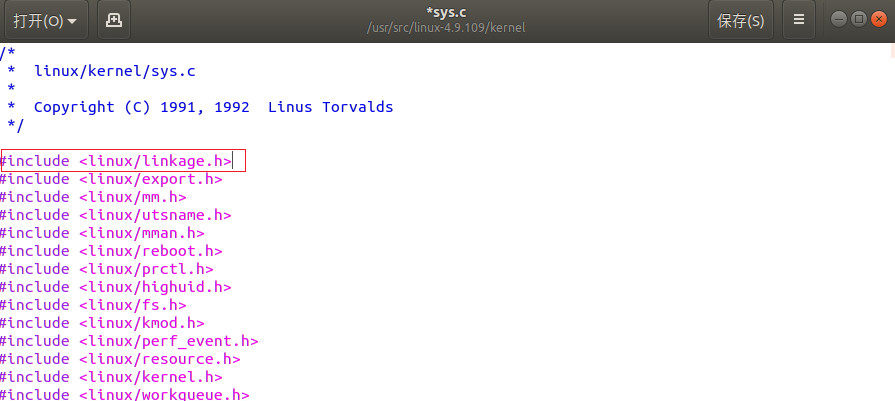 打开(O)
*sys.c
/usr/src/linux-4.9.109/kernel
保存(S)
/*
 *  linux/kernel/sys.c
 *
 *  Copyright (C) 1991, 1992  Linus Torvalds
 */
#include <linux/linkage.h>
#include <linux/export.h>
#include <linux/mm.h>
#include <linux/utsname.h>
#include <linux/mman.h>
#include <linux/reboot.h>
#include <linux/prctl.h>
#include <linux/highuid.h>
#include <linux/fs.h>
#include <linux/kmod.h>
#include <linux/perf_event.h>
#include <linux/resource.h>
#include <linux/kernel.h>
#include <linux/workqueue.h>